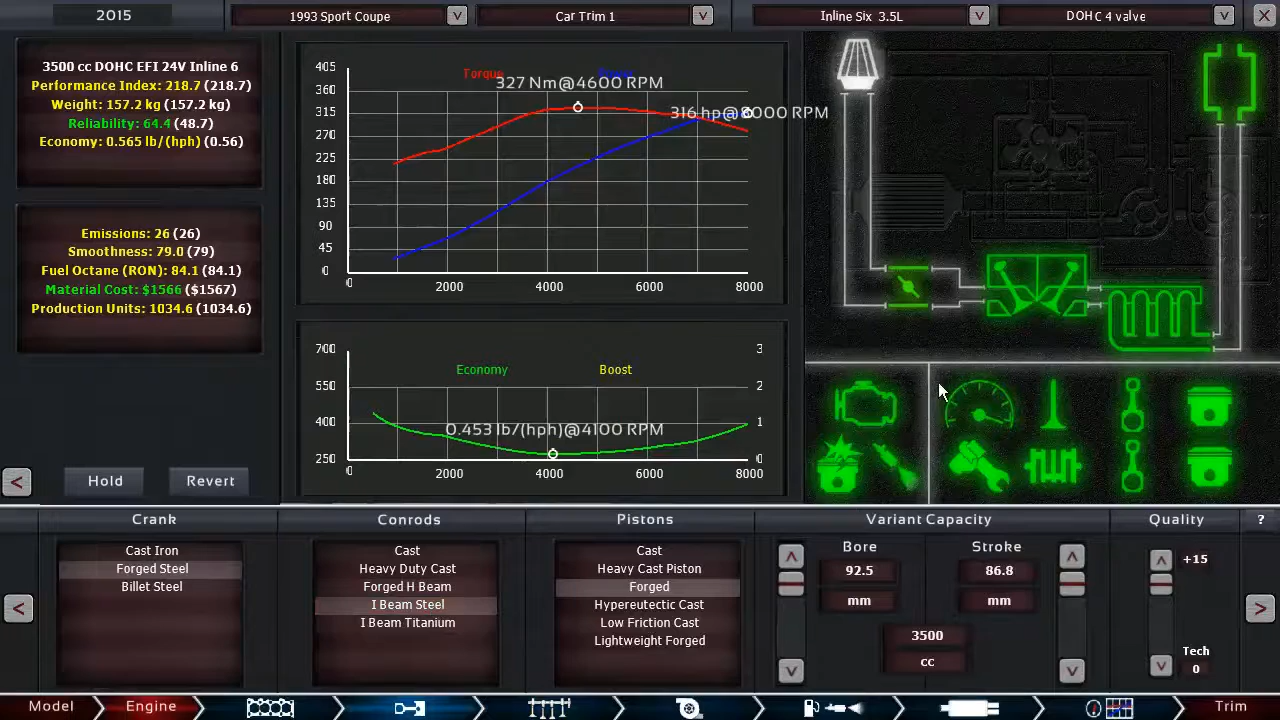 2015
1993 Sport Coupe
v
Car Trim 1
v
Inline Six 3.5L
v
DOHC 4 valve
v
X
3500 cc DOHC EFI 24V Inline 6
Performance Index: 218.7 (218.7)
Weight: 157.2 kg (157.2 kg)
Reliability: 64.4 (48.7)
Economy: 0.565 lb/(hph) (0.56)
Emissions: 26 (26)
Smoothness: 79.0 (79)
Fuel Octane (RON): 84.1 (84.1)
Material Cost: $1566 ($1567)
Production Units: 1034.6 (1034.6)
<
Hold
Revert
405
360
315
270
225
180
135
90
45
0
Torque
327 Nm@4600 RPM
316 hp@8000 RPM
0
2000
4000
6000
8000
700
550
400
250
Economy
Boost
3
2
1
0
0.453 lb/(hph)@4100 RPM
0
2000
4000
6000
8000
Crank
Cast Iron
Forged Steel
Billet Steel
Conrods
Cast
Heavy Duty Cast
Forged H Beam
I Beam Steel
I Beam Titanium
Pistons
Cast
Heavy Cast Piston
Forged
Hypereutectic Cast
Low Friction Cast
Lightweight Forged
Variant Capacity
Bore
92.5
mm
Stroke
86.8
mm
3500
cc
Quality
+15
Tech
0
?
<
>
Model
Engine
Trim